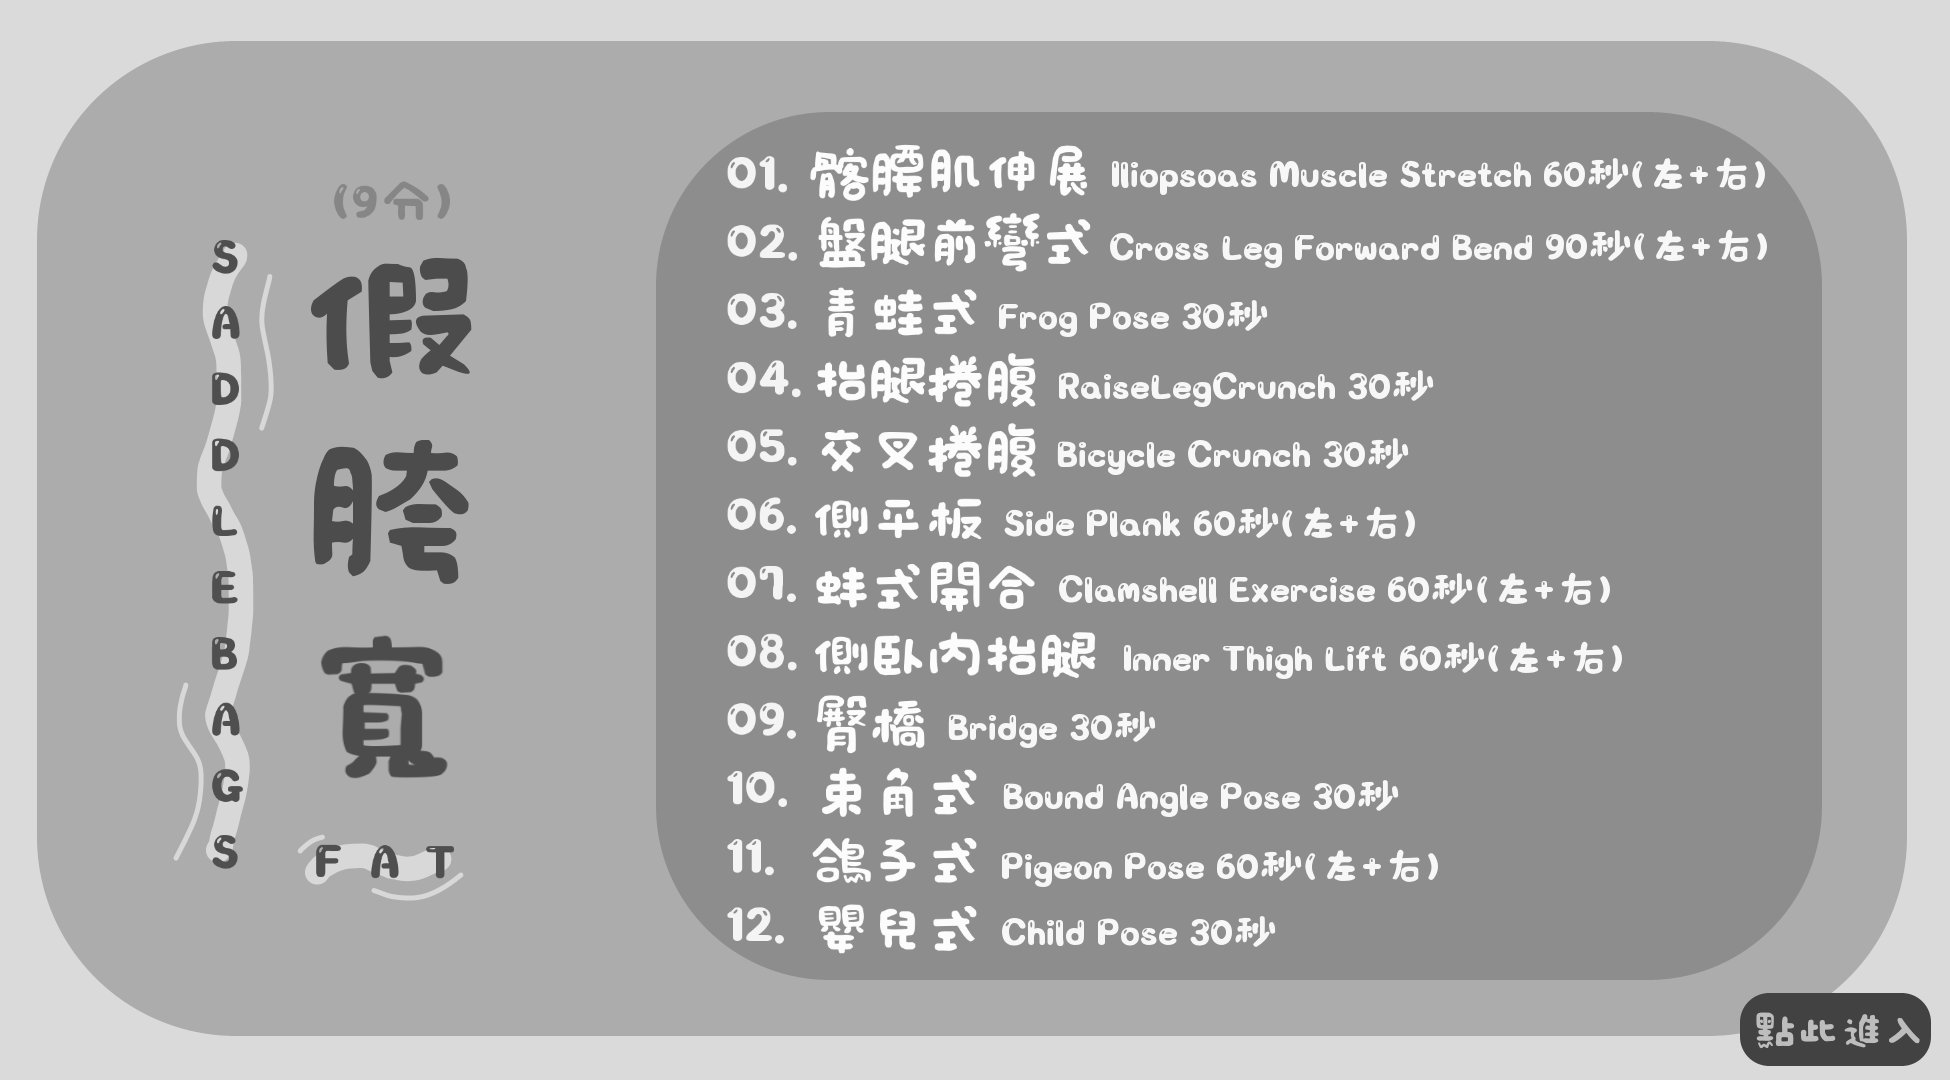 (9分)
假胯寬
SADDLEBAGS
FAT
01. 髂腰肌伸展 Iliopsoas Muscle Stretch 60秒(左+右)
02. 盤腿前彎式 Cross Leg Forward Bend 90秒(左+右)
03. 青蛙式 Frog Pose 30秒
04. 抬腿捲腹 RaiseLegCrunch 30秒
05. 交叉捲腹 Bicycle Crunch 30秒
06. 側平板 Side Plank 60秒(左+右)
07. 蚌式開合 Clamshell Exercise 60秒(左+右)
08. 側臥內抬腿 Inner Thigh Lift 60秒(左+右)
09. 臀橋 Bridge 30秒
10. 束角式 Bound Angle Pose 30秒
11. 鴿子式 Pigeon Pose 60秒(左+右)
12. 嬰兒式 Child Pose 30秒
點此進入